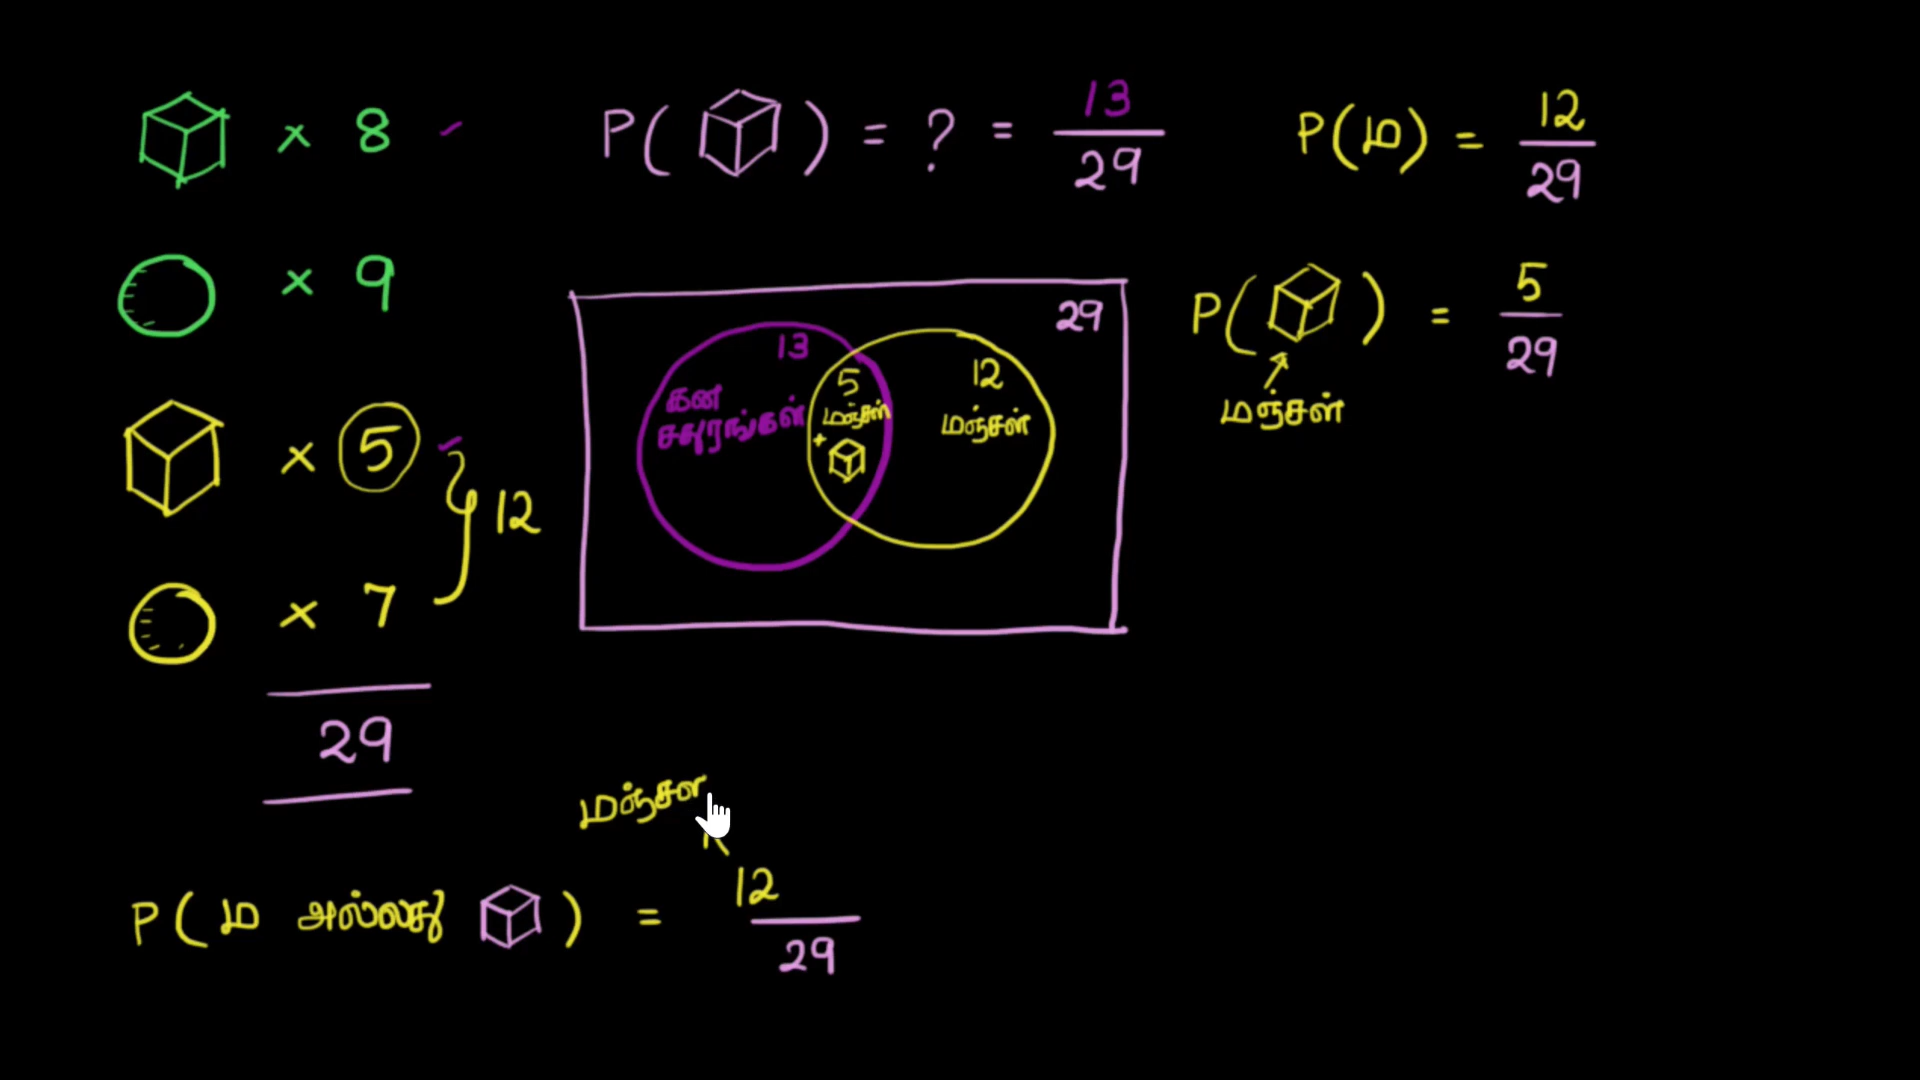 × 8
P( ) = ? = 13/29
P(ம) = 12/29
× 9
P( ) = 5/29
மஞ்சள்
29
13
கன சதுரங்கள்
5
மஞ்சள்
+
12
மஞ்சள்
× 5
12
× 7
29
மஞ்சள
P( ம அல்லது ) = 12/29